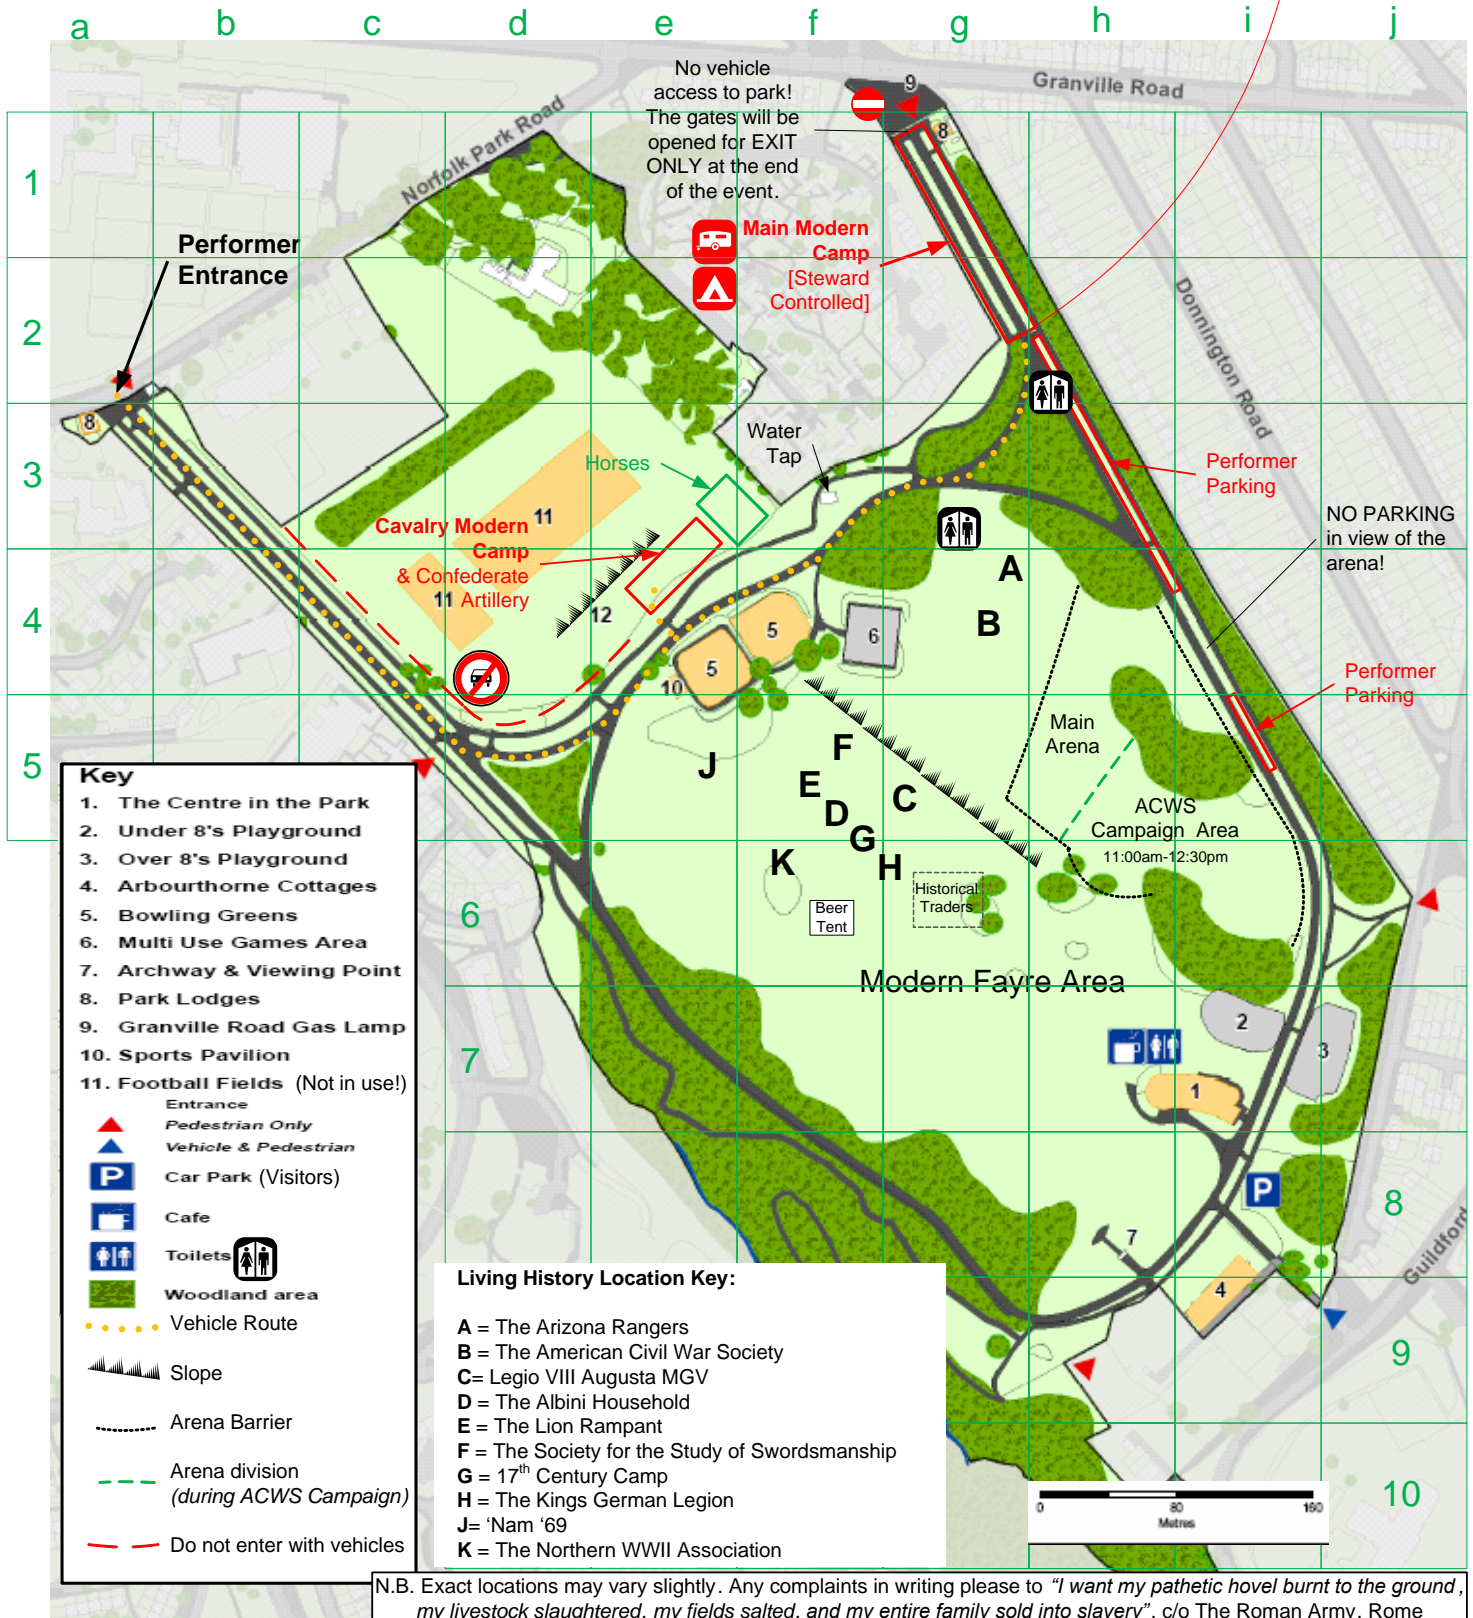 a b c d e f g h i j
No vehicle
access to park!
The gates will be
opened for EXIT
ONLY at the end
of the event.
9
Granville Road
8
Norfolk Park Road
1
Performer
Entrance
Main Modern
Camp
[Steward
Controlled]
2
Donnington Road
8
Water
Tap
3
Horses
Performer
Parking
11
Cavalry Modern
Camp
& Confederate
Artillery
NO PARKING
in view of the
arena!
A
4
11
12
5
6
B
5
10
Performer
Parking
Main
Arena
5
F
J
E
C
D
ACWS
Campaign Area
11:00am-12:30pm
G
K
H
6
Historical
Traders
Beer
Tent
Modern Fayre Area
2
3
7
1
P
8
7
4
Guildford
9
10
0 80 160
Metres
Key
1. The Centre in the Park
2. Under 8's Playground
3. Over 8's Playground
4. Arbourthorne Cottages
5. Bowling Greens
6. Multi Use Games Area
7. Archway & Viewing Point
8. Park Lodges
9. Granville Road Gas Lamp
10. Sports Pavilion
11. Football Fields (Not in use!)
Entrance
Pedestrian Only
Vehicle & Pedestrian
P Car Park (Visitors)
Cafe
Toilets
Woodland area
Vehicle Route
Slope
Arena Barrier
Arena division
(during ACWS Campaign)
Do not enter with vehicles
Living History Location Key:
A = The Arizona Rangers
B = The American Civil War Society
C= Legio VIII Augusta MGV
D = The Albini Household
E = The Lion Rampant
F = The Society for the Study of Swordsmanship
G = 17th Century Camp
H = The Kings German Legion
J= ‘Nam ‘69
K = The Northern WWII Association
N.B. Exact locations may vary slightly. Any complaints in writing please to “I want my pathetic hovel burnt to the ground,
my livestock slaughtered, my fields salted, and my entire family sold into slavery”, c/o The Roman Army, Rome